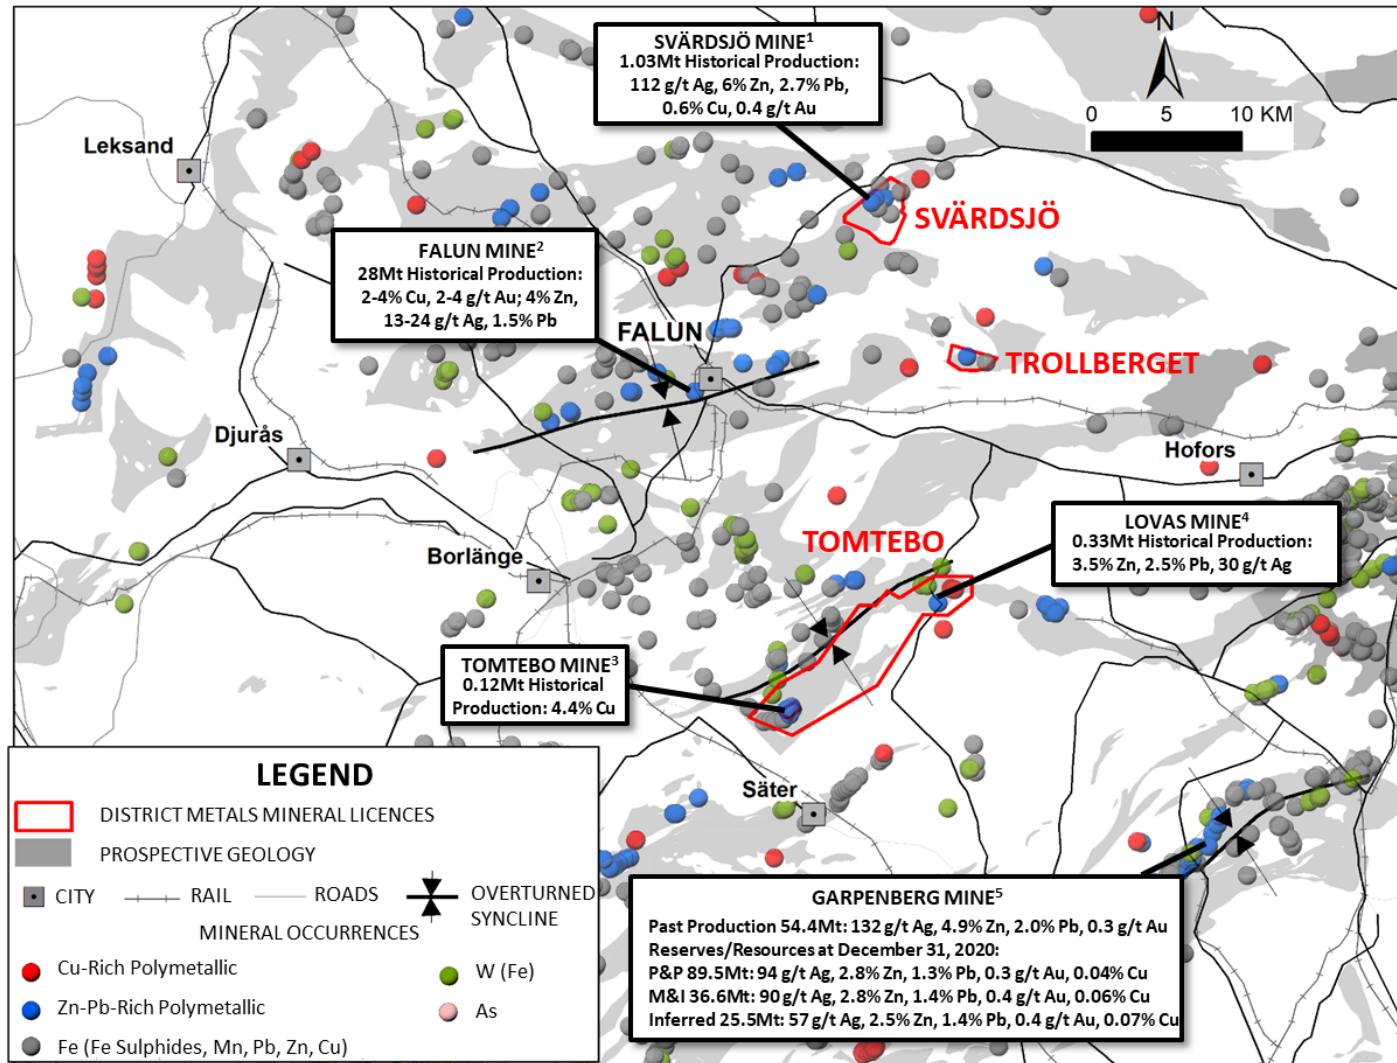 SVÄRDSJÖ MINE¹
1.03Mt Historical Production:
112 g/t Ag, 6% Zn, 2.7% Pb,
0.6% Cu, 0.4 g/t Au
N
0 5 10 KM
Leksand
SVÄRDSJÖ
FALUN MINE²
28Mt Historical Production:
2-4% Cu, 2-4 g/t Au; 4% Zn,
13-24 g/t Ag, 1.5% Pb
FALUN
TROLLBERGET
Djurås
Hofors
LOVAS MINE⁴
0.33Mt Historical Production:
3.5% Zn, 2.5% Pb, 30 g/t Ag
TOMTEBO
Borlänge
TOMTEBO MINE³
0.12Mt Historical
Production: 4.4% Cu
Säter
GARPENBERG MINE⁵
Past Production 54.4Mt: 132 g/t Ag, 4.9% Zn, 2.0% Pb, 0.3 g/t Au
Reserves/Resources at December 31, 2020:
P&P 89.5Mt: 94 g/t Ag, 2.8% Zn, 1.3% Pb, 0.3 g/t Au, 0.04% Cu
M&I 36.6Mt: 90 g/t Ag, 2.8% Zn, 1.4% Pb, 0.4 g/t Au, 0.06% Cu
Inferred 25.5Mt: 57 g/t Ag, 2.5% Zn, 1.4% Pb, 0.4 g/t Au, 0.07% Cu
LEGEND
DISTRICT METALS MINERAL LICENCES
PROSPECTIVE GEOLOGY
CITY
RAIL
ROADS
OVERTURNED
SYNCLINE
MINERAL OCCURRENCES
Cu-Rich Polymetallic
W (Fe)
Zn-Pb-Rich Polymetallic
As
Fe (Fe Sulphides, Mn, Pb, Zn, Cu)